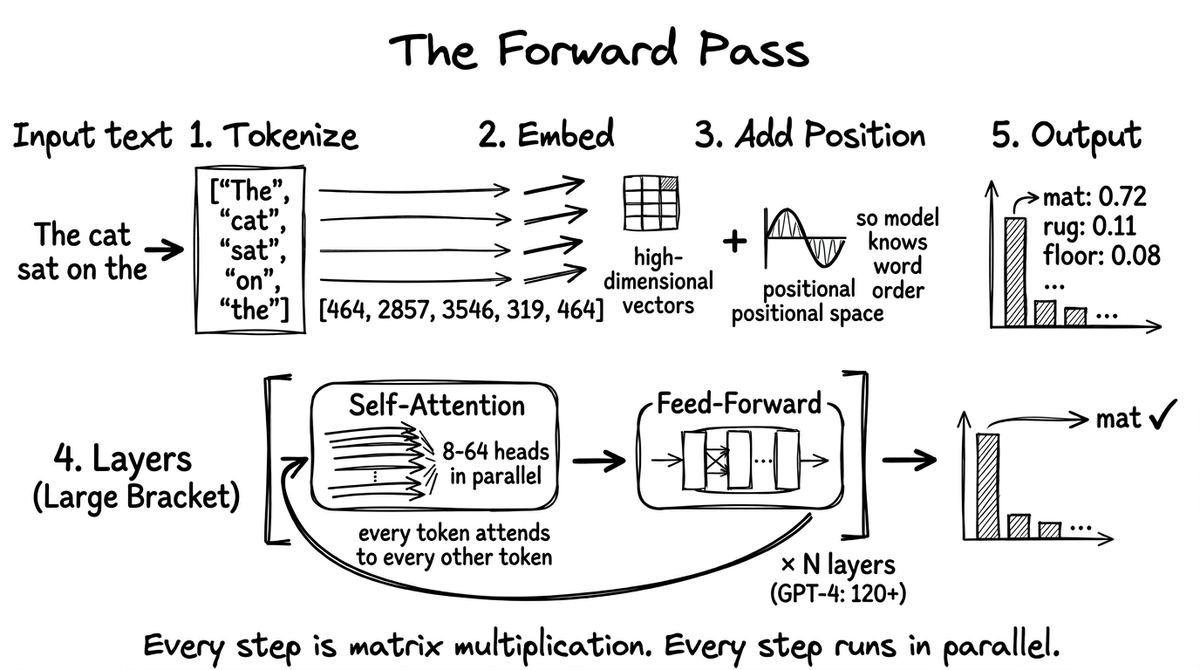 The Forward Pass
Input text
1. Tokenize
2. Embed
3. Add Position
5. Output
The cat
sat on the
[“The”,
“cat”,
“sat”,
“on”,
“the”]
[464, 2857, 3546, 319, 464]
high-
dimensional
vectors
+
positional
positional space
so model
knows
word
order
mat: 0.72
rug: 0.11
floor: 0.08
...
...
4. Layers
(Large Bracket)
Self-Attention
8-64 heads
in parallel
every token attends
to every other token
Feed-Forward
...
× N layers
(GPT-4: 120+)
mat ✓
...
Every step is matrix multiplication. Every step runs in parallel.